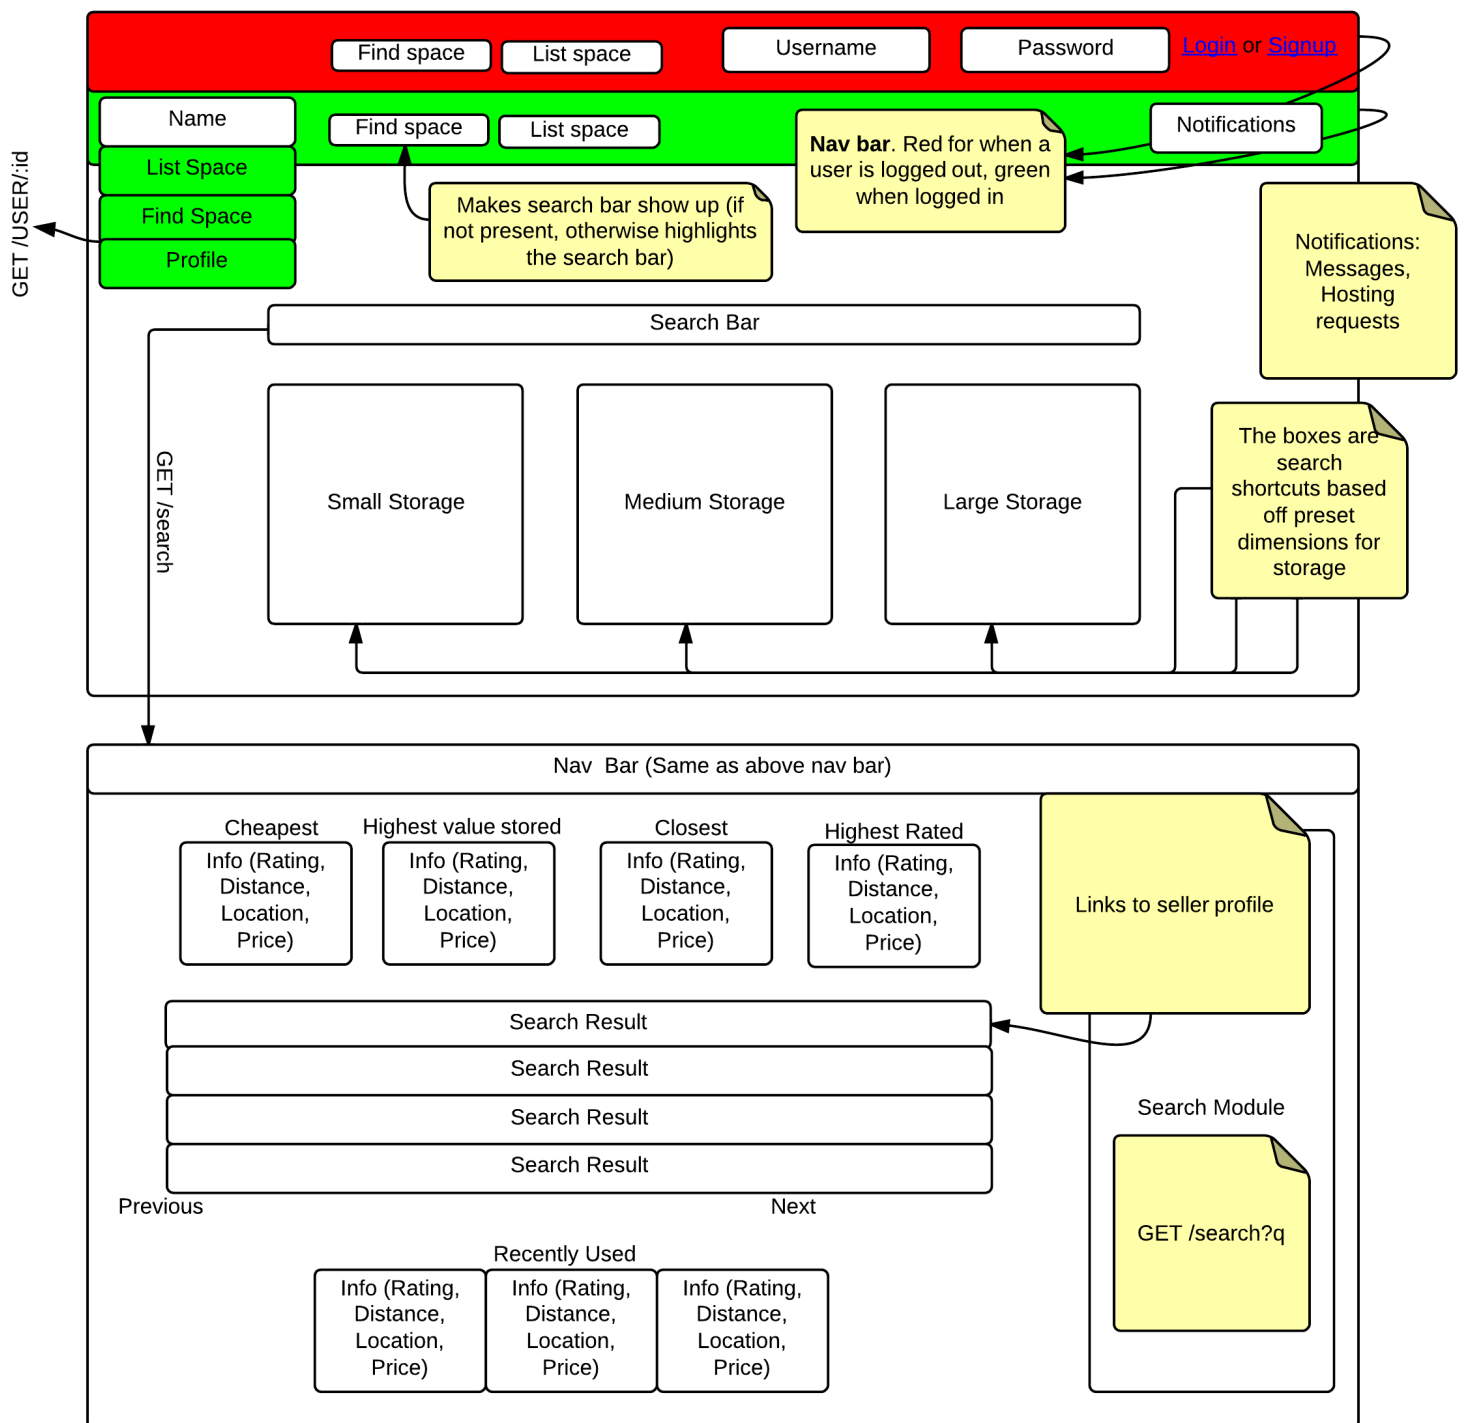 Find space
List space
Username
Password
Login or Signup
Name
Find space
List space
Nav bar. Red for when a
user is logged out, green
when logged in
Notifications
List Space
Find Space
Profile
GET /USER/:id
Makes search bar show up (if
not present, otherwise highlights
the search bar)
Notifications:
Messages,
Hosting
requests
Search Bar
GET /search
Small Storage
Medium Storage
Large Storage
The boxes are
search
shortcuts based
off preset
dimensions for
storage
Nav  Bar (Same as above nav bar)
Cheapest
Info (Rating,
Distance,
Location,
Price)
Highest value stored
Info (Rating,
Distance,
Location,
Price)
Closest
Info (Rating,
Distance,
Location,
Price)
Highest Rated
Info (Rating,
Distance,
Location,
Price)
Links to seller profile
Search Result
Search Result
Search Result
Search Result
Previous
Next
Search Module
GET /search?q
Recently Used
Info (Rating,
Distance,
Location,
Price)
Info (Rating,
Distance,
Location,
Price)
Info (Rating,
Distance,
Location,
Price)